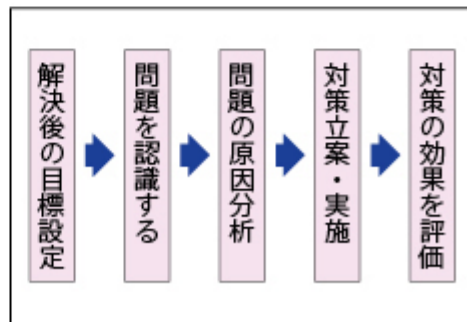 解決後の目標設定
問題を認識する
問題の原因分析
対策立案・実施
対策の効果を評価